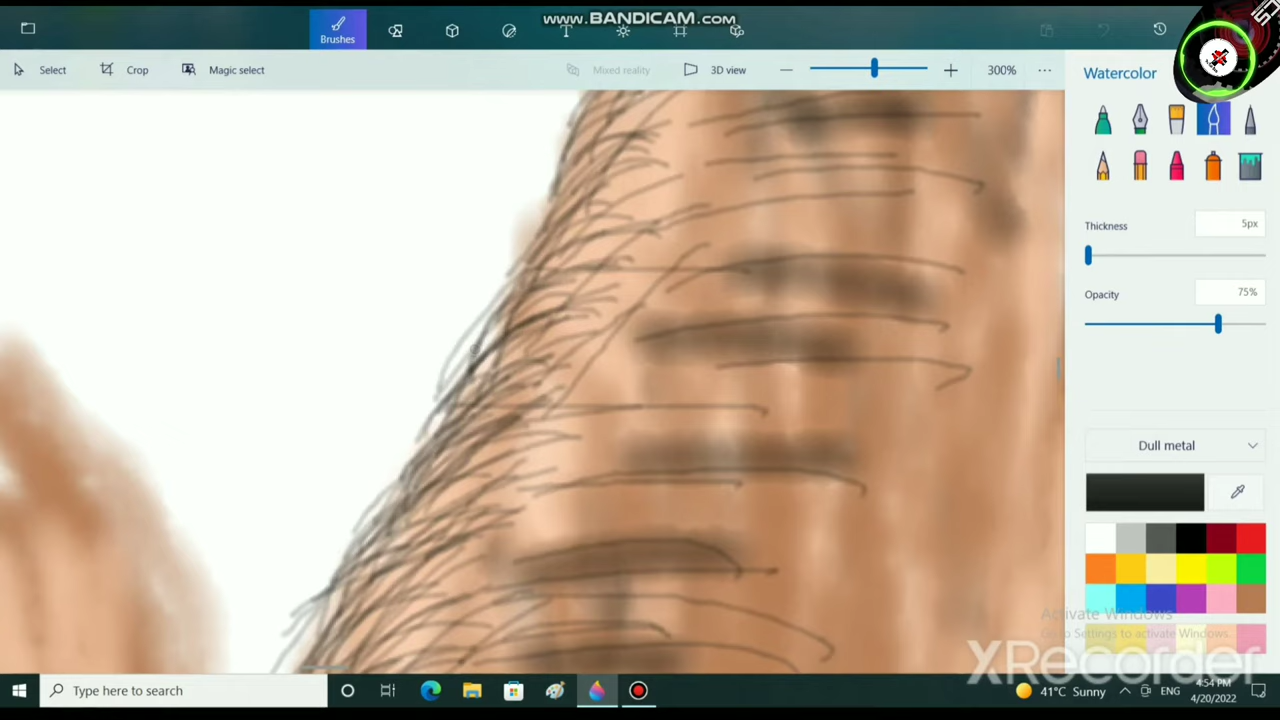 www.BANDICAM.com
Brushes
Select
Crop
Magic select
Mixed reality
3D view
300%
Watercolor
Thickness
5px
Opacity
75%
Dull metal
Activate Windows
Go to Settings to activate Windows.
XRecorder
Type here to search
41°C Sunny
ENG
4:54 PM
4/20/2022